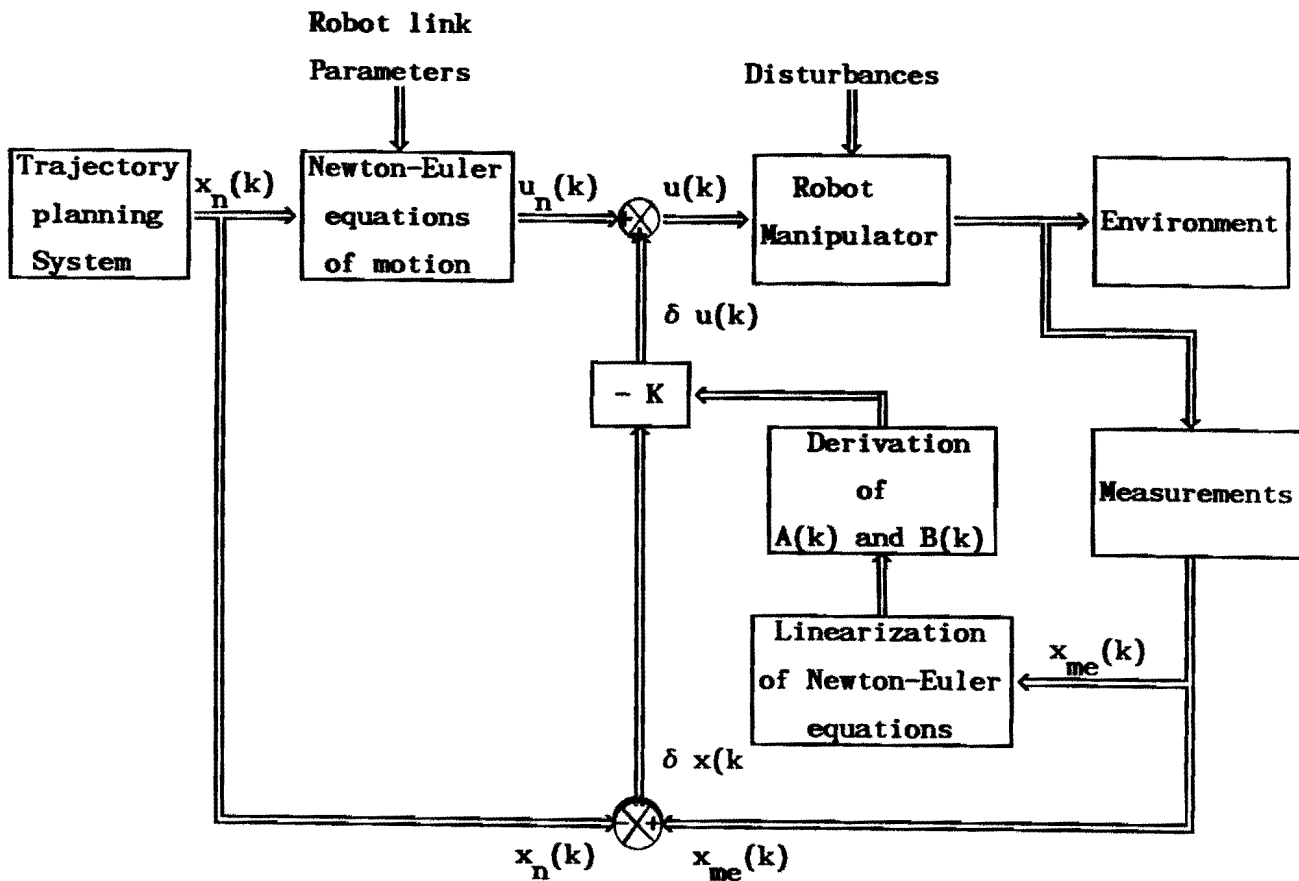 Robot link
Parameters
Disturbances
Trajectory
planning
System
x_n(k)
Newton-Euler
equations
of motion
u_n(k)
+
u(k)
Robot
Manipulator
Environment
δ u(k)
- K
Derivation
of
A(k) and B(k)
Measurements
Linearization
of Newton-Euler
equations
x_me(k)
δ x(k
- +
x_n(k)
x_me(k)